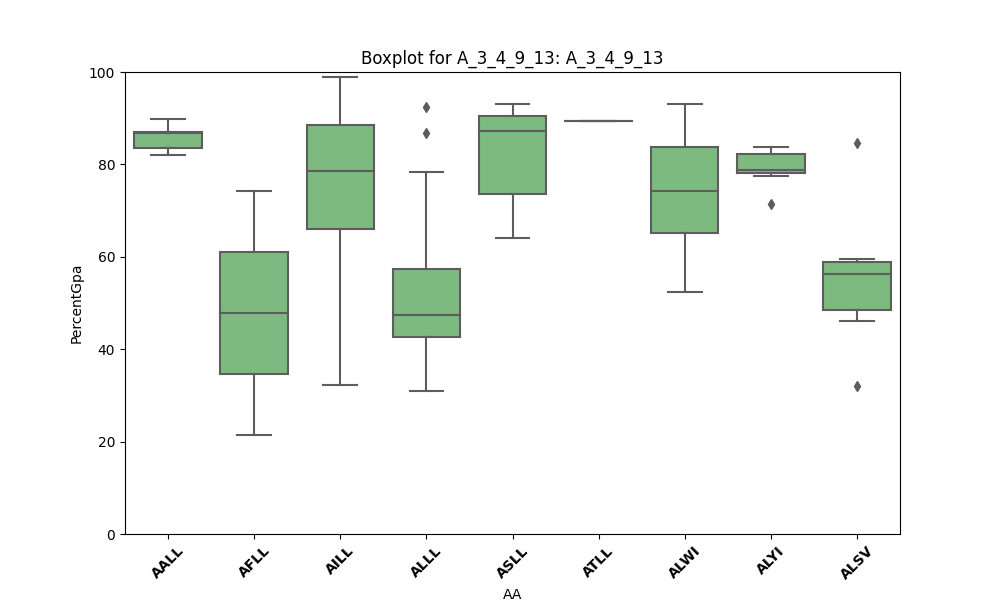 Boxplot for A_3_4_9_13: A_3_4_9_13
100
80
60
40
20
0
PercentGpa
AALL AFLL AILL ALLL ASLL ATLL ALWI ALYI ALSV
AA